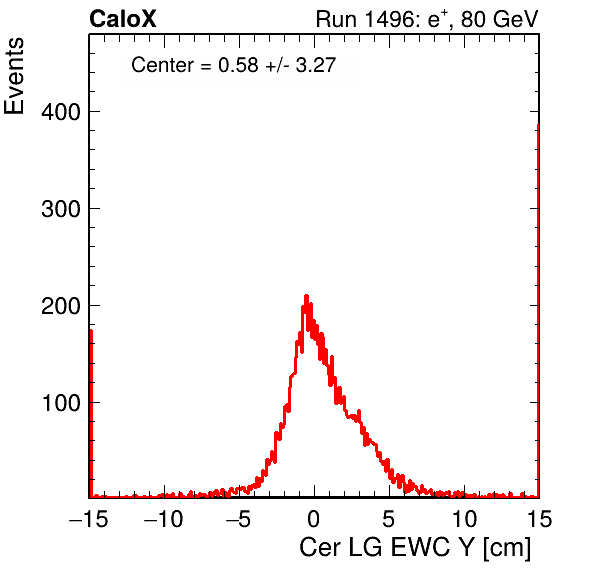 CaloX
Run 1496: e+, 80 GeV
Center = 0.58 +/- 3.27
Events
400
300
200
100
−15 −10 −5 0 5 10 15
Cer LG EWC Y [cm]